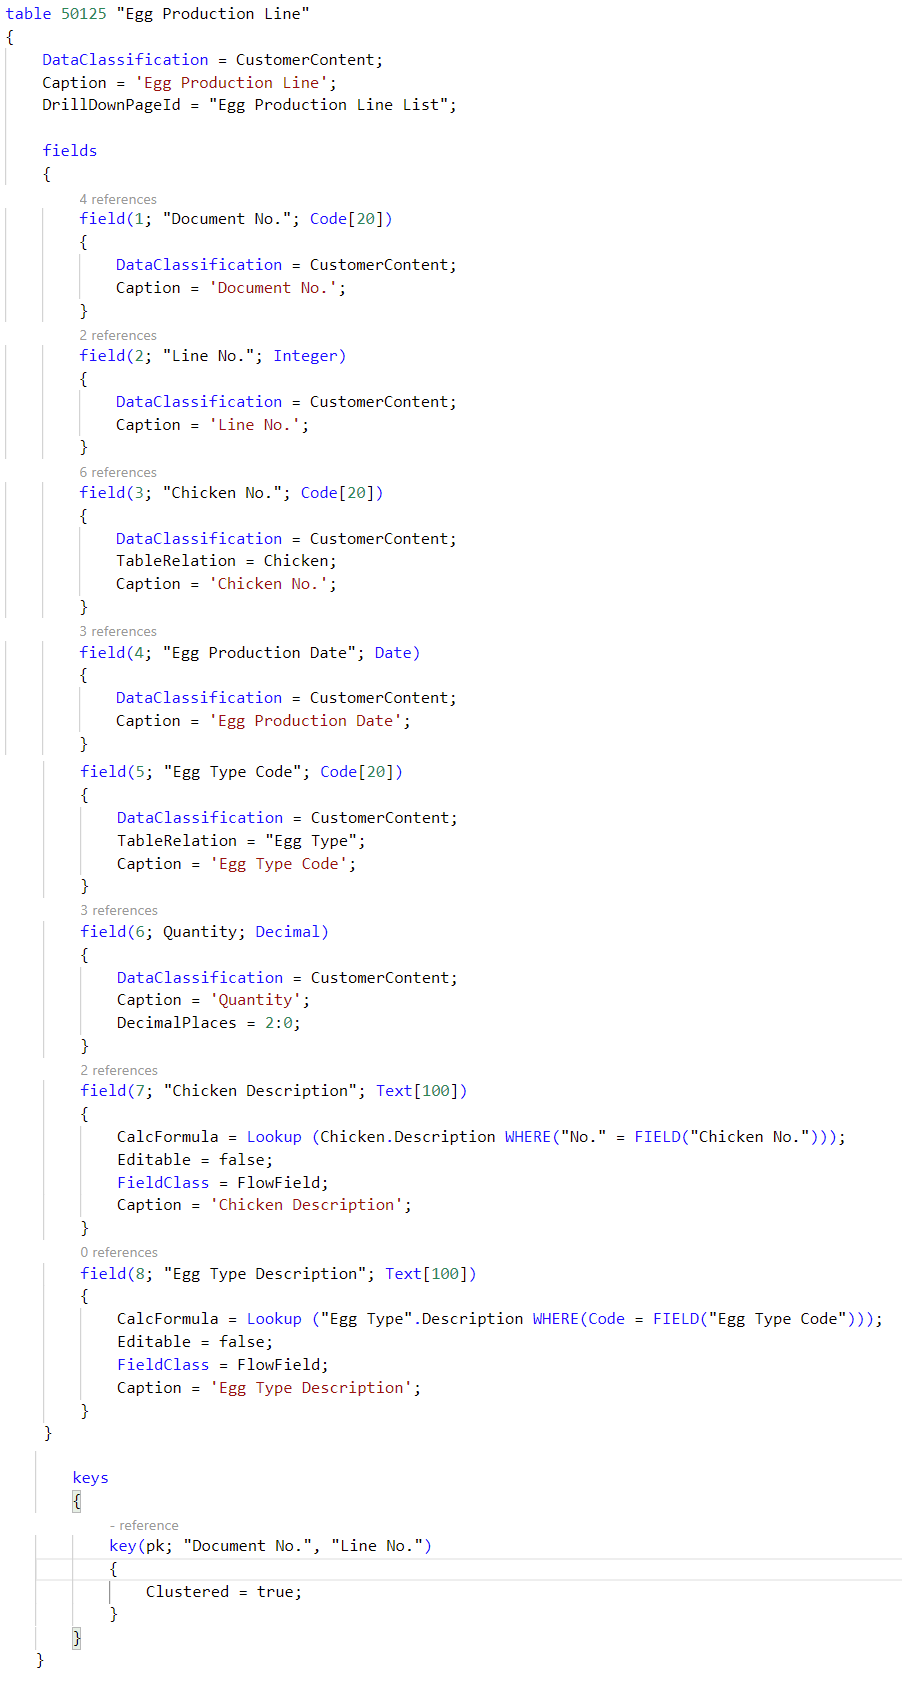 table 50125 "Egg Production Line"
{
DataClassification = CustomerContent;
Caption = 'Egg Production Line';
DrillDownPageId = "Egg Production Line List";
fields
{
4 references
field(1; "Document No."; Code[20])
{
DataClassification = CustomerContent;
Caption = 'Document No.';
}
2 references
field(2; "Line No."; Integer)
{
DataClassification = CustomerContent;
Caption = 'Line No.';
}
6 references
field(3; "Chicken No."; Code[20])
{
DataClassification = CustomerContent;
TableRelation = Chicken;
Caption = 'Chicken No.';
}
3 references
field(4; "Egg Production Date"; Date)
{
DataClassification = CustomerContent;
Caption = 'Egg Production Date';
}
field(5; "Egg Type Code"; Code[20])
{
DataClassification = CustomerContent;
TableRelation = "Egg Type";
Caption = 'Egg Type Code';
}
3 references
field(6; Quantity; Decimal)
{
DataClassification = CustomerContent;
Caption = 'Quantity';
DecimalPlaces = 2:0;
}
2 references
field(7; "Chicken Description"; Text[100])
{
CalcFormula = Lookup (Chicken.Description WHERE("No." = FIELD("Chicken No.")));
Editable = false;
FieldClass = FlowField;
Caption = 'Chicken Description';
}
0 references
field(8; "Egg Type Description"; Text[100])
{
CalcFormula = Lookup ("Egg Type".Description WHERE(Code = FIELD("Egg Type Code")));
Editable = false;
FieldClass = FlowField;
Caption = 'Egg Type Description';
}
}
keys
{
- reference
key(pk; "Document No.", "Line No.")
{
Clustered = true;
}
}
}